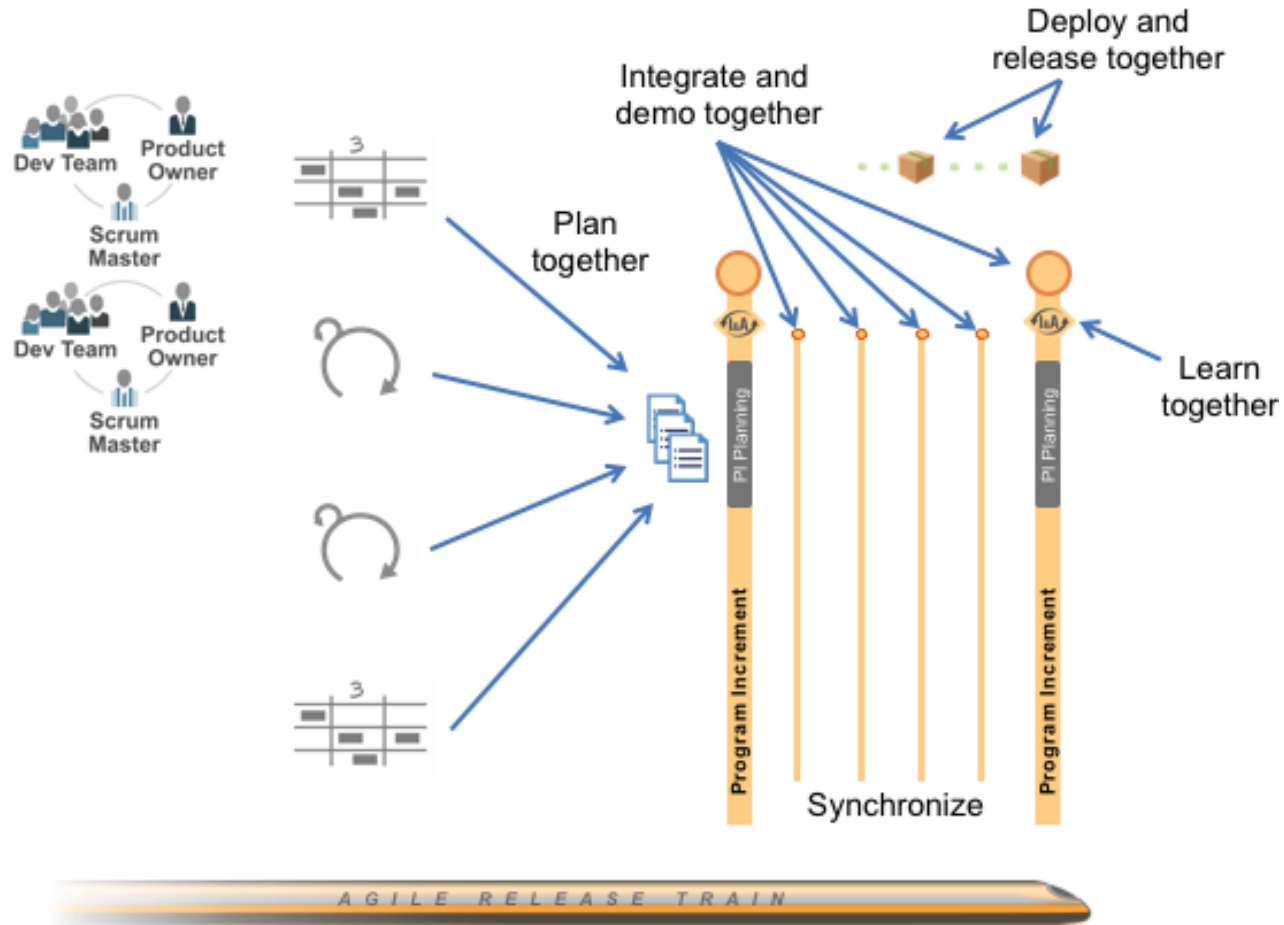 Deploy and
release together
Integrate and
demo together
Dev Team
Product
Owner
Scrum
Master
3
Plan
together
Dev Team
Product
Owner
Scrum
Master
I&A
I&A
Learn
together
PI Planning
PI Planning
3
Program Increment
Program Increment
Synchronize
AGILE RELEASE TRAIN